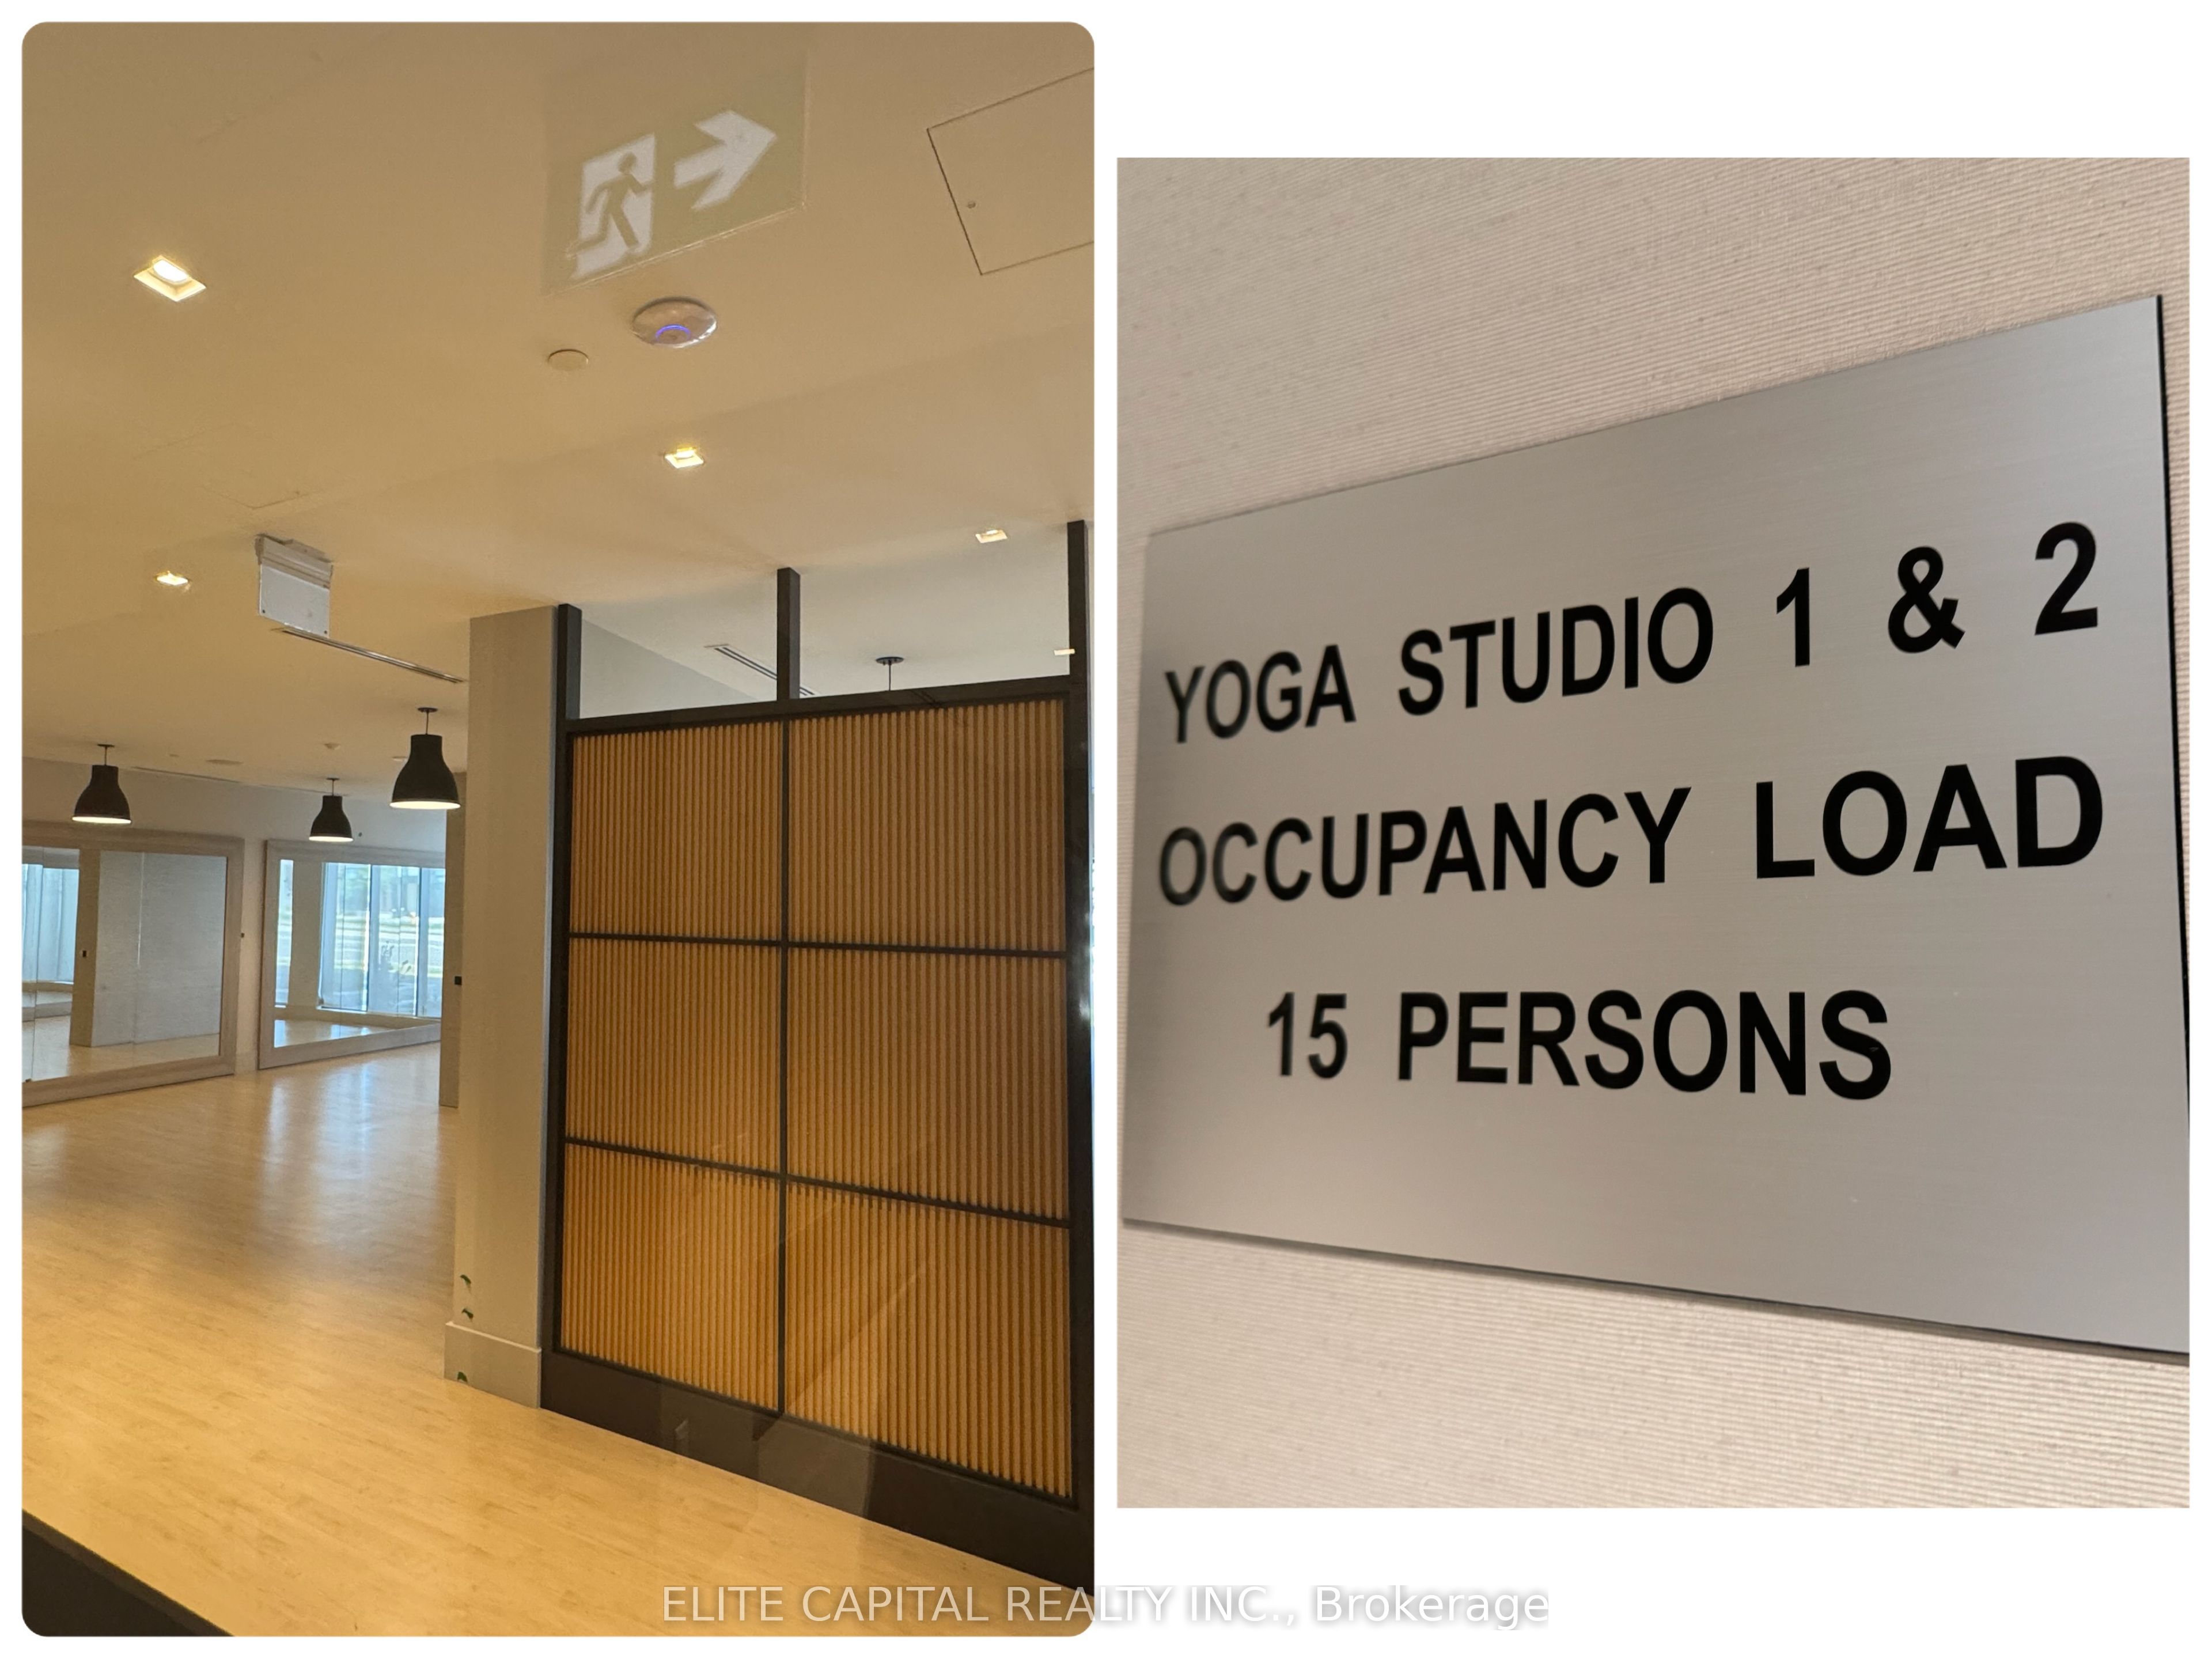 YOGA STUDIO 1 & 2
OCCUPANCY LOAD
15 PERSONS
ELITE CAPITAL REALTY INC., Brokerage